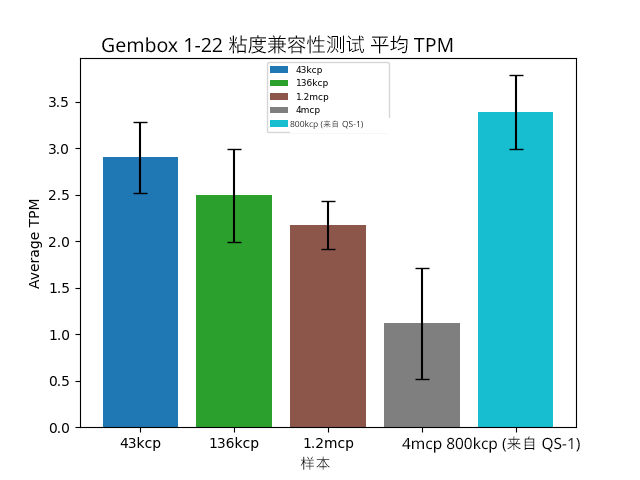 Gembox 1-22 粘度兼容性测试 平均 TPM
43kcp
136kcp
1.2mcp
4mcp
800kcp (来自 QS-1)
3.5
3.0
2.5
2.0
1.5
1.0
0.5
0.0
Average TPM
43kcp 136kcp 1.2mcp 4mcp 800kcp (来自 QS-1)
样本